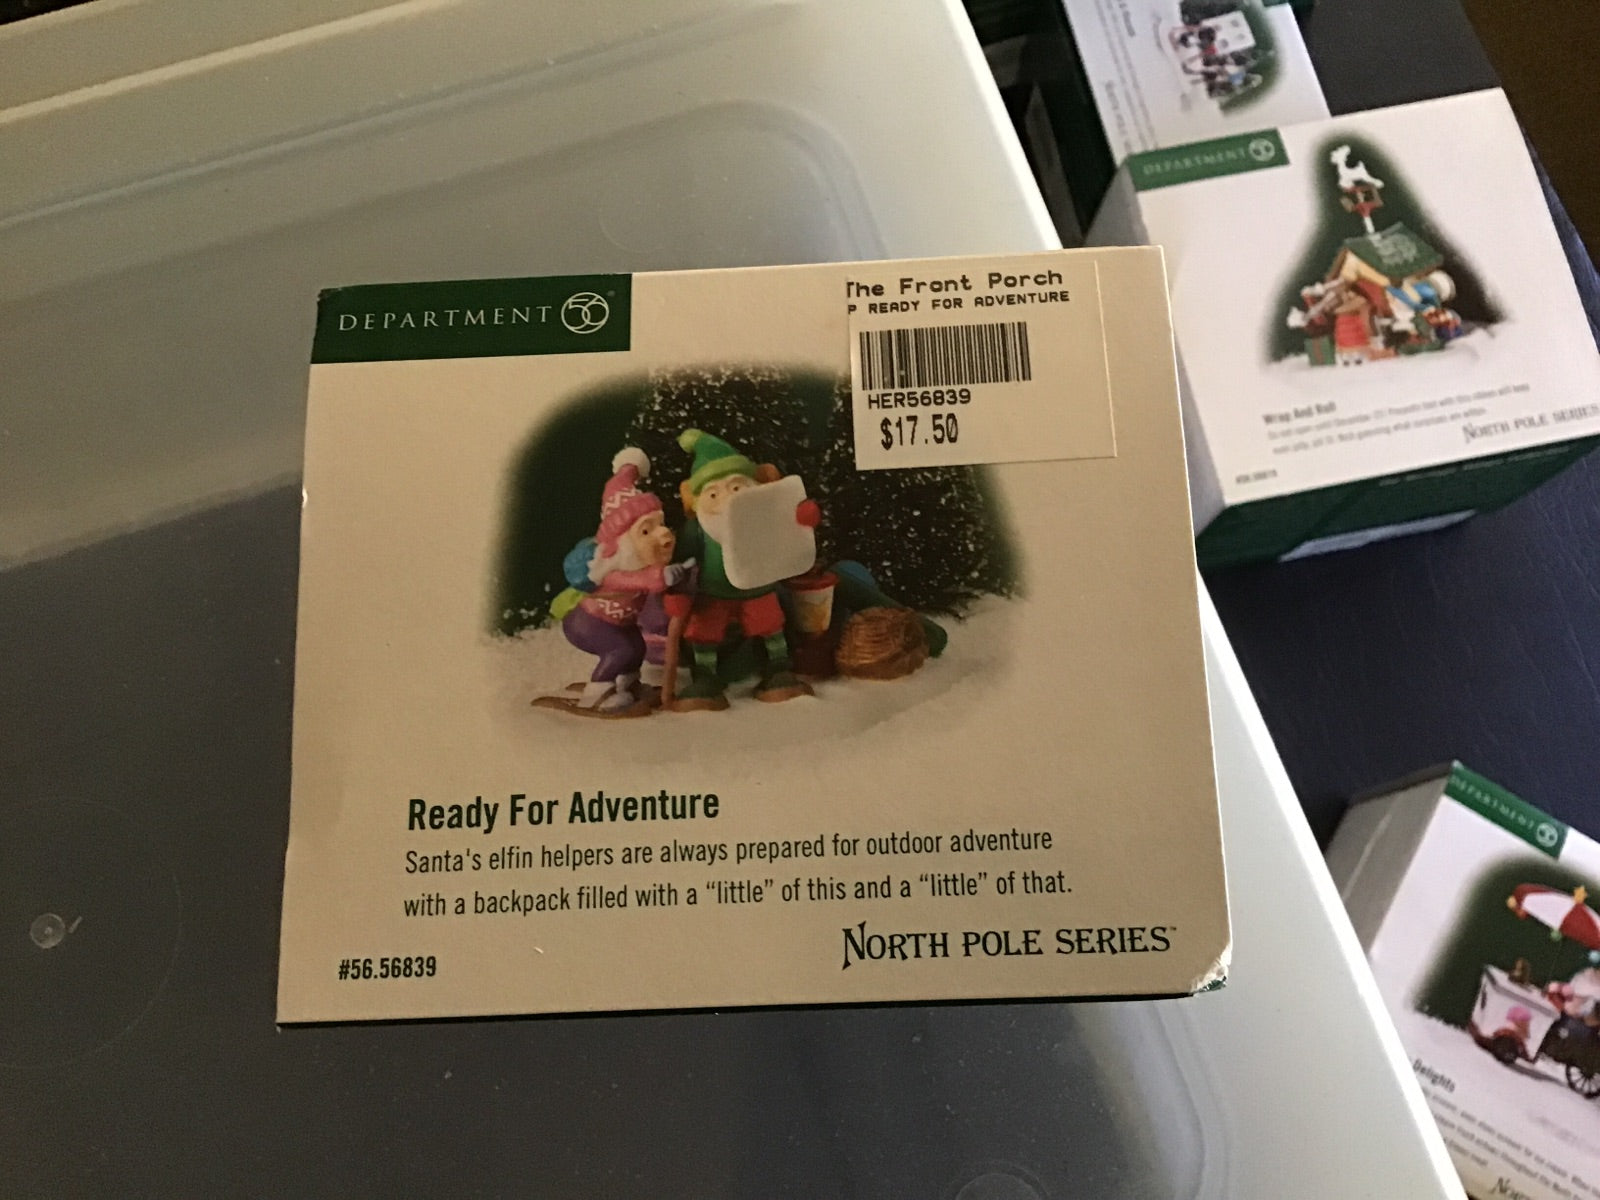 DEPARTMENT 56®
The Front Porch
P READY FOR ADVENTURE
HER56839
$17.50
Ready For Adventure
Santa's elfin helpers are always prepared for outdoor adventure
with a backpack filled with a “little” of this and a “little” of that.
NORTH POLE SERIES™
#56.56839
DEPARTMENT 56
Wrap And Roll
NORTH POLE SERIES
DEPARTMENT 56
Delights